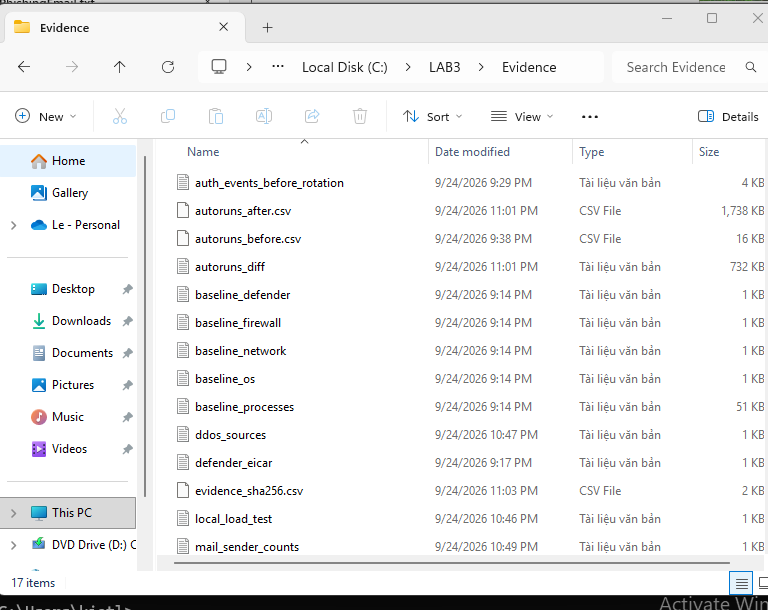 Evidence
Local Disk (C:) LAB3 Evidence Search Evidence
New Sort View Details
Name Date modified Type Size
Home
Gallery
Le - Personal
Desktop
Downloads
Documents
Pictures
Music
Videos
This PC
DVD Drive (D:) C
auth_events_before_rotation 9/24/2026 9:29 PM Tài liệu văn bản 4 KB
autoruns_after.csv 9/24/2026 11:01 PM CSV File 1,738 KB
autoruns_before.csv 9/24/2026 9:38 PM CSV File 16 KB
autoruns_diff 9/24/2026 11:01 PM Tài liệu văn bản 732 KB
baseline_defender 9/24/2026 9:14 PM Tài liệu văn bản 1 KB
baseline_firewall 9/24/2026 9:14 PM Tài liệu văn bản 1 KB
baseline_network 9/24/2026 9:14 PM Tài liệu văn bản 1 KB
baseline_os 9/24/2026 9:14 PM Tài liệu văn bản 1 KB
baseline_processes 9/24/2026 9:14 PM Tài liệu văn bản 51 KB
ddos_sources 9/24/2026 10:47 PM Tài liệu văn bản 1 KB
defender_eicar 9/24/2026 9:17 PM Tài liệu văn bản 1 KB
evidence_sha256.csv 9/24/2026 11:03 PM CSV File 2 KB
local_load_test 9/24/2026 10:46 PM Tài liệu văn bản 1 KB
mail_sender_counts 9/24/2026 10:49 PM Tài liệu văn bản 1 KB
17 items
Activate Win